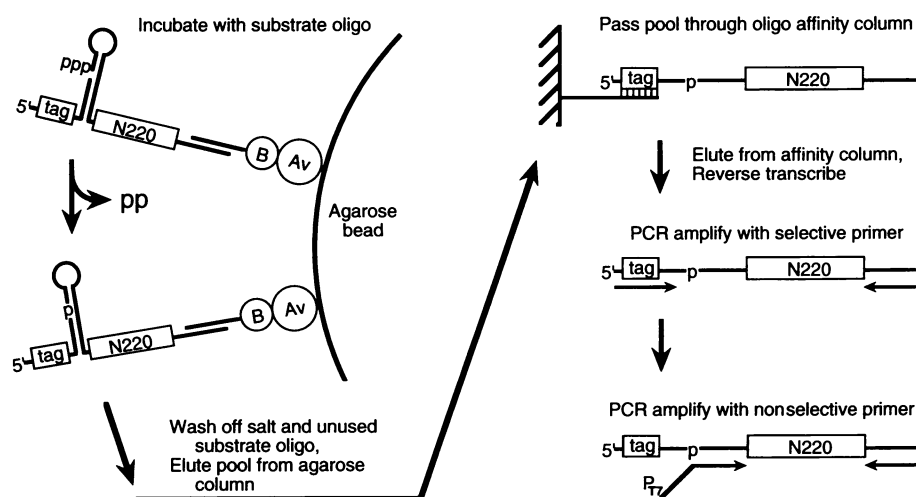 Incubate with substrate oligo
ppp
5' tag
N220
B
Av
pp
Agarose
bead
p
5' tag
N220
B
Av
Wash off salt and unused
substrate oligo,
Elute pool from agarose
column
Pass pool through oligo affinity column
5' tag p N220
Elute from affinity column,
Reverse transcribe
PCR amplify with selective primer
5' tag p N220
PCR amplify with nonselective primer
5' tag p N220
PT7